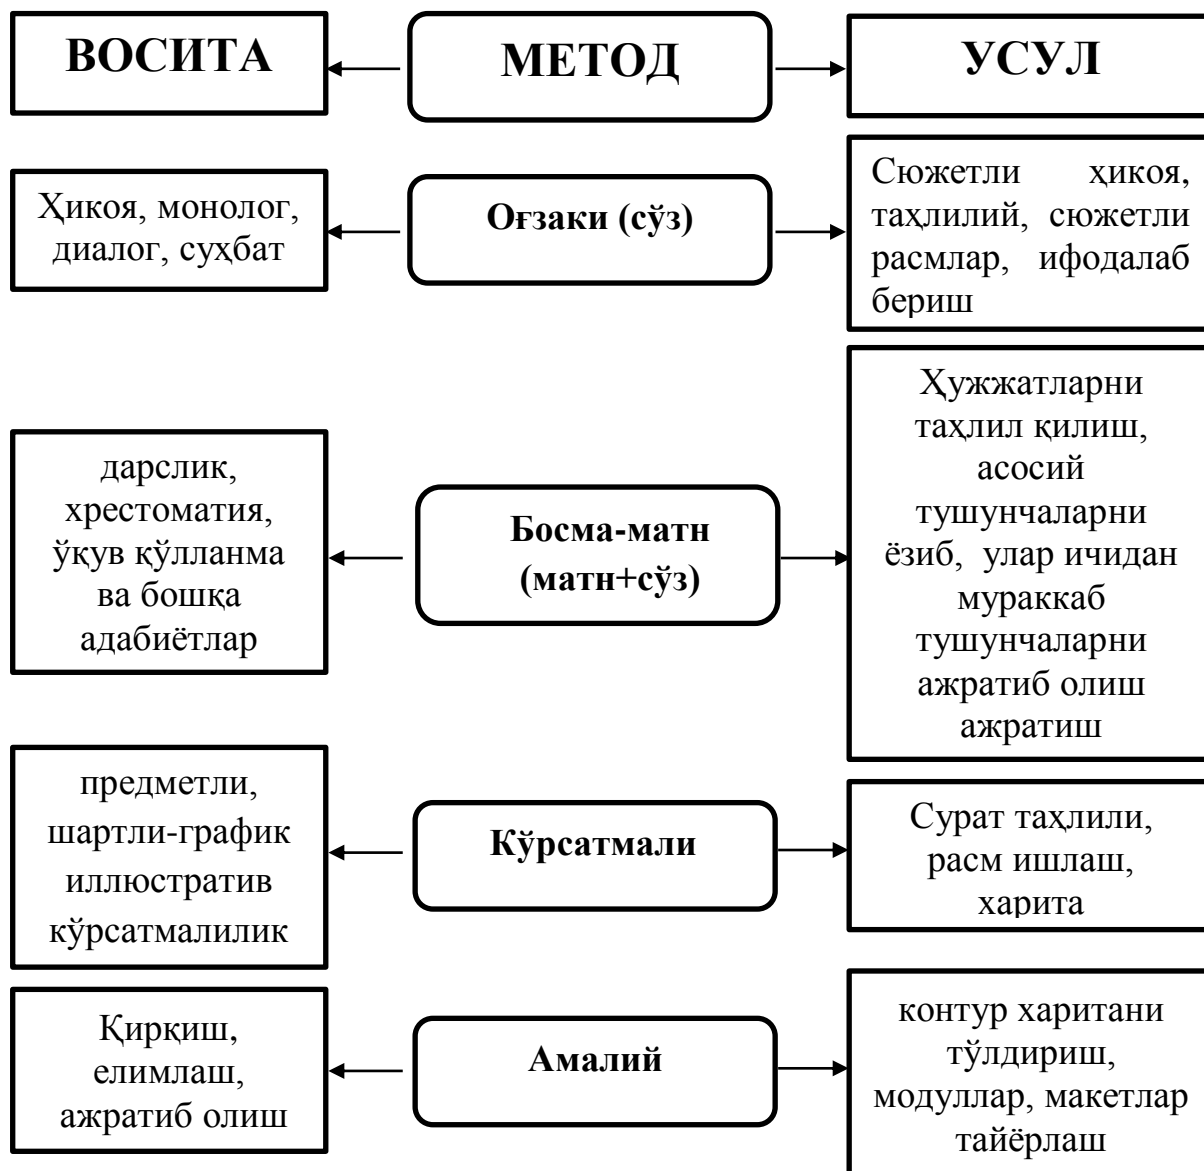 ВОСИТА
МЕТОД
УСУЛ
Ҳикоя, монолог,
диалог, суҳбат
Оғзаки (сўз)
Сюжетли ҳикоя,
таҳлилий, сюжетли
расмлар, ифодалаб
бериш
дарслик,
хрестоматия,
ўқув қўлланма
ва бошқа
адабиётлар
Босма-матн
(матн+сўз)
Ҳужжатларни
таҳлил қилиш,
асосий
тушунчаларни
ёзиб, улар ичидан
мураккаб
тушунчаларни
ажратиб олиш
ажратиш
предметли,
шартли-график
иллюстратив
кўрсатмалилик
Кўрсатмали
Сурат таҳлили,
расм ишлаш,
харита
Қирқиш,
елимлаш,
ажратиб олиш
Амалий
контур харитани
тўлдириш,
модуллар, макетлар
тайёрлаш